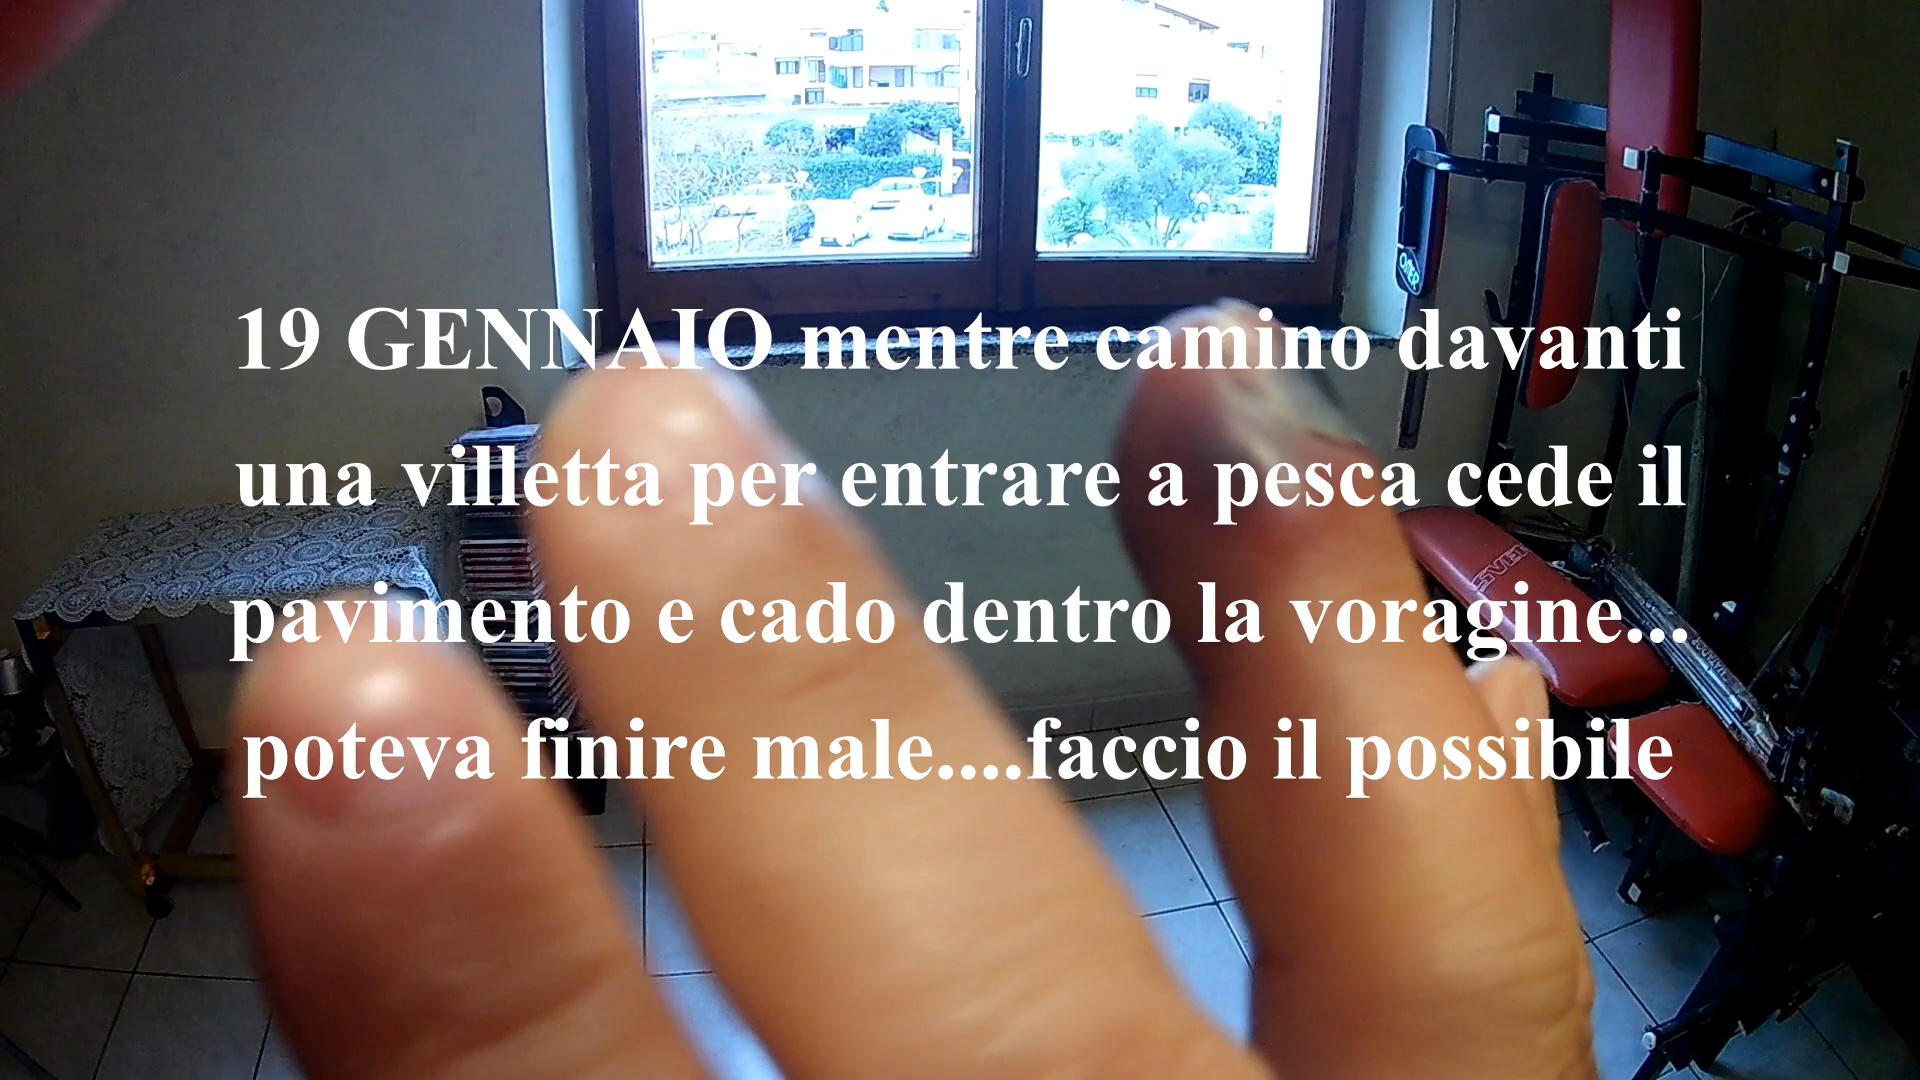 19 GENNAIO mentre camino davanti
una villetta per entrare a pesca cede il
pavimento e cado dentro la voragine...
poteva finire male....faccio il possibile
OMER